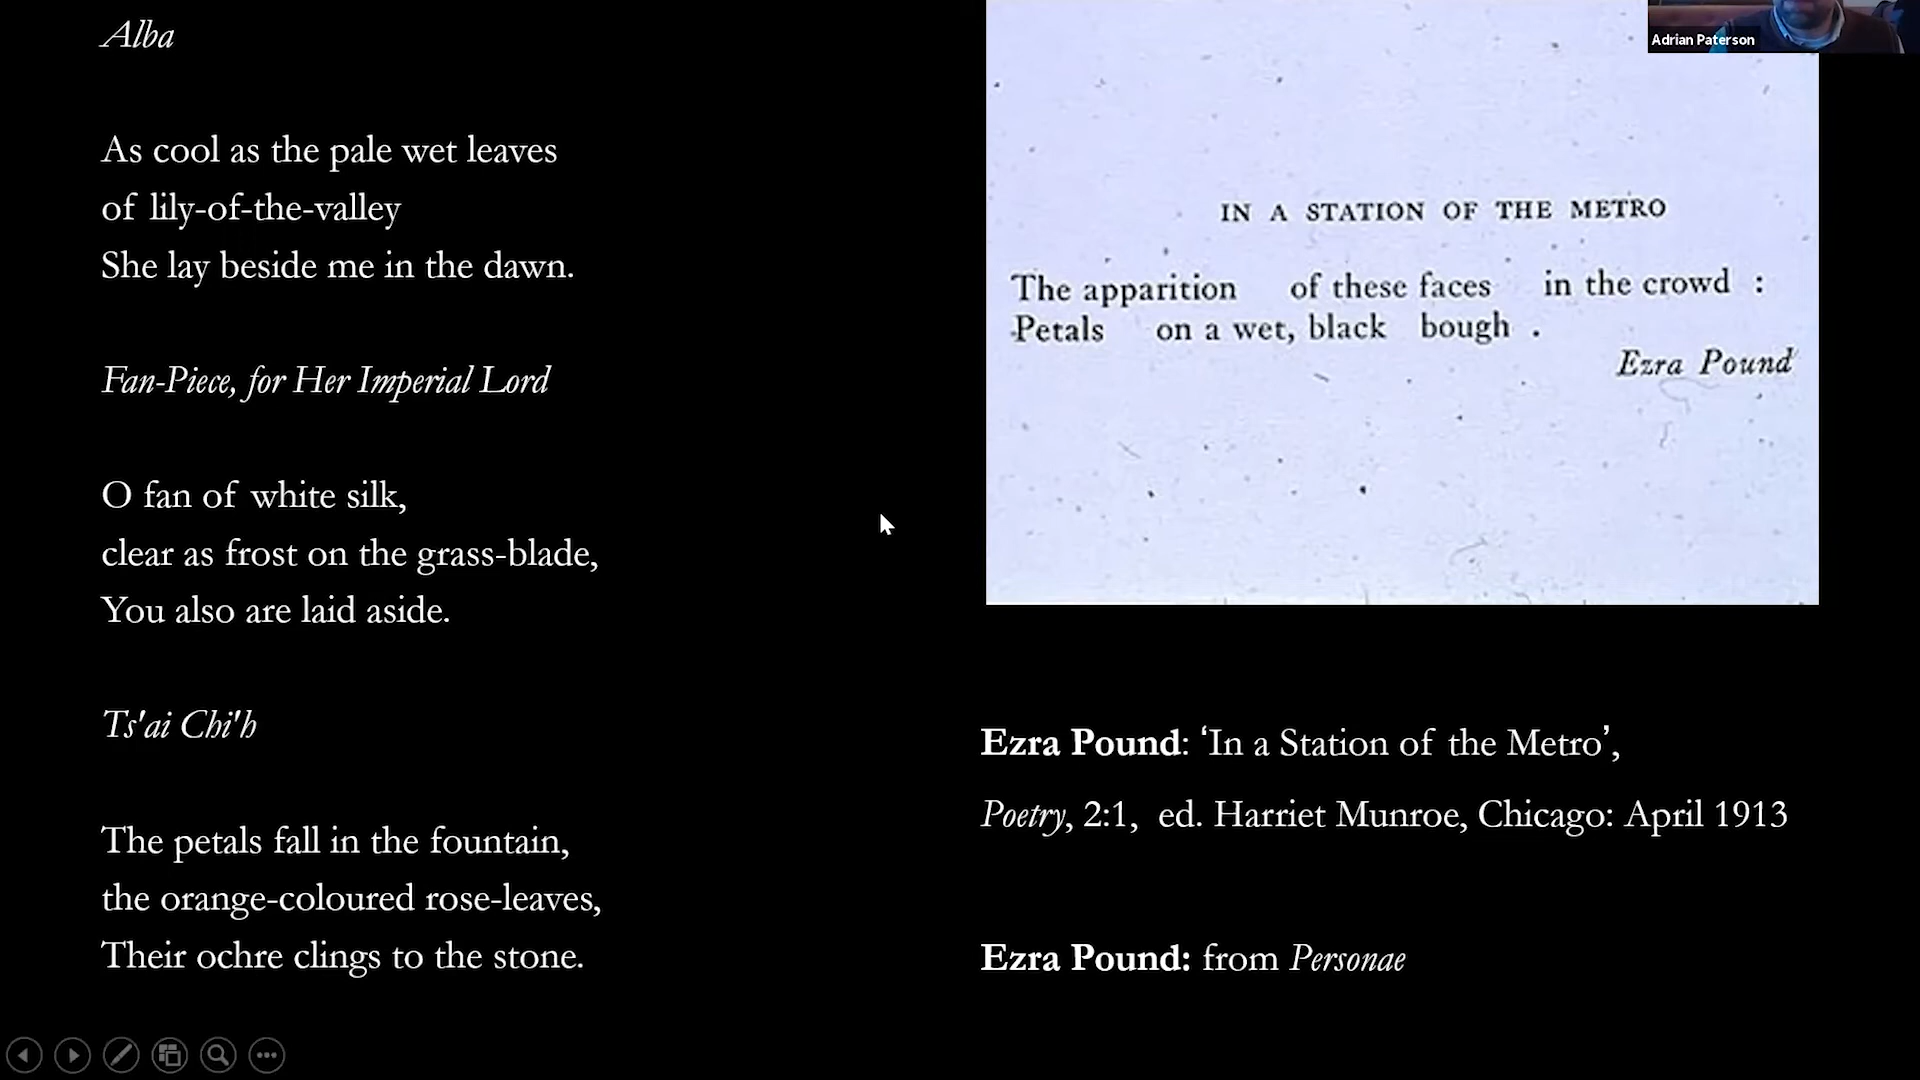 Alba
As cool as the pale wet leaves
of lily-of-the-valley
She lay beside me in the dawn.
Fan-Piece, for Her Imperial Lord
O fan of white silk,
clear as frost on the grass-blade,
You also are laid aside.
Ts'ai Chi'h
The petals fall in the fountain,
the orange-coloured rose-leaves,
Their ochre clings to the stone.
Adrian Paterson
IN A STATION OF THE METRO
The apparition of these faces in the crowd :
Petals on a wet, black bough .
Ezra Pound
Ezra Pound: ‘In a Station of the Metro’,
Poetry, 2:1, ed. Harriet Munroe, Chicago: April 1913
Ezra Pound: from Personae